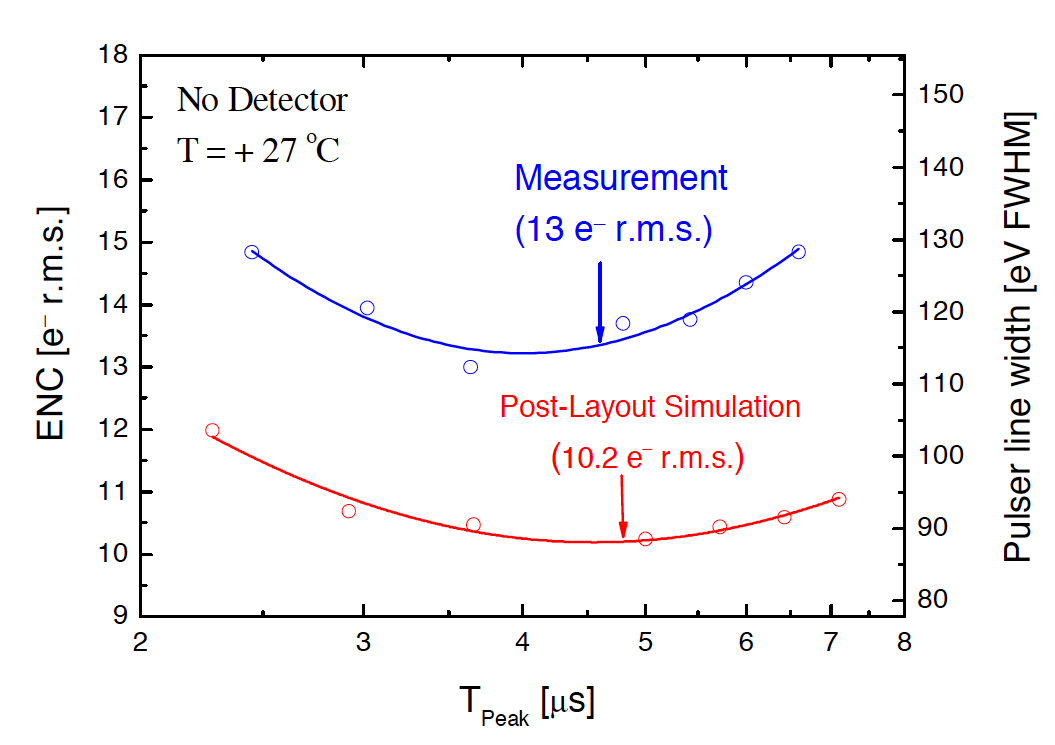 No Detector
T = + 27 °C
Measurement
(13 e⁻ r.m.s.)
Post-Layout Simulation
(10.2 e⁻ r.m.s.)
ENC [e⁻ r.m.s.]
18
17
16
15
14
13
12
11
10
9
Pulser line width [eV FWHM]
150
140
130
120
110
100
90
80
2 3 4 5 6 7 8
T_Peak [μs]